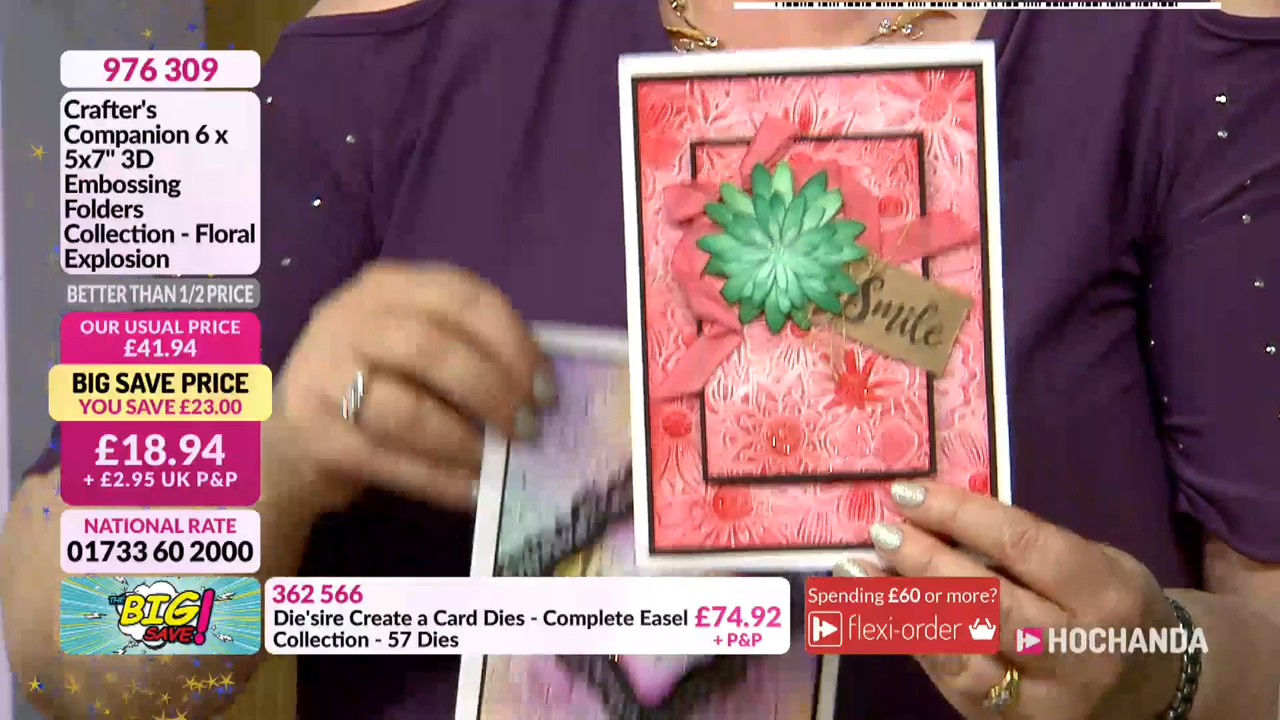 976 309
Crafter's
Companion 6 x
5x7" 3D
Embossing
Folders
Collection - Floral
Explosion
BETTER THAN 1/2 PRICE
OUR USUAL PRICE
£41.94
BIG SAVE PRICE
YOU SAVE £23.00
£18.94
+ £2.95 UK P&P
NATIONAL RATE
01733 60 2000
THE BIG SAVE!
362 566
Die'sire Create a Card Dies - Complete Easel
Collection - 57 Dies
£74.92
+ P&P
Spending £60 or more?
flexi-order
HOCHANDA
Smile